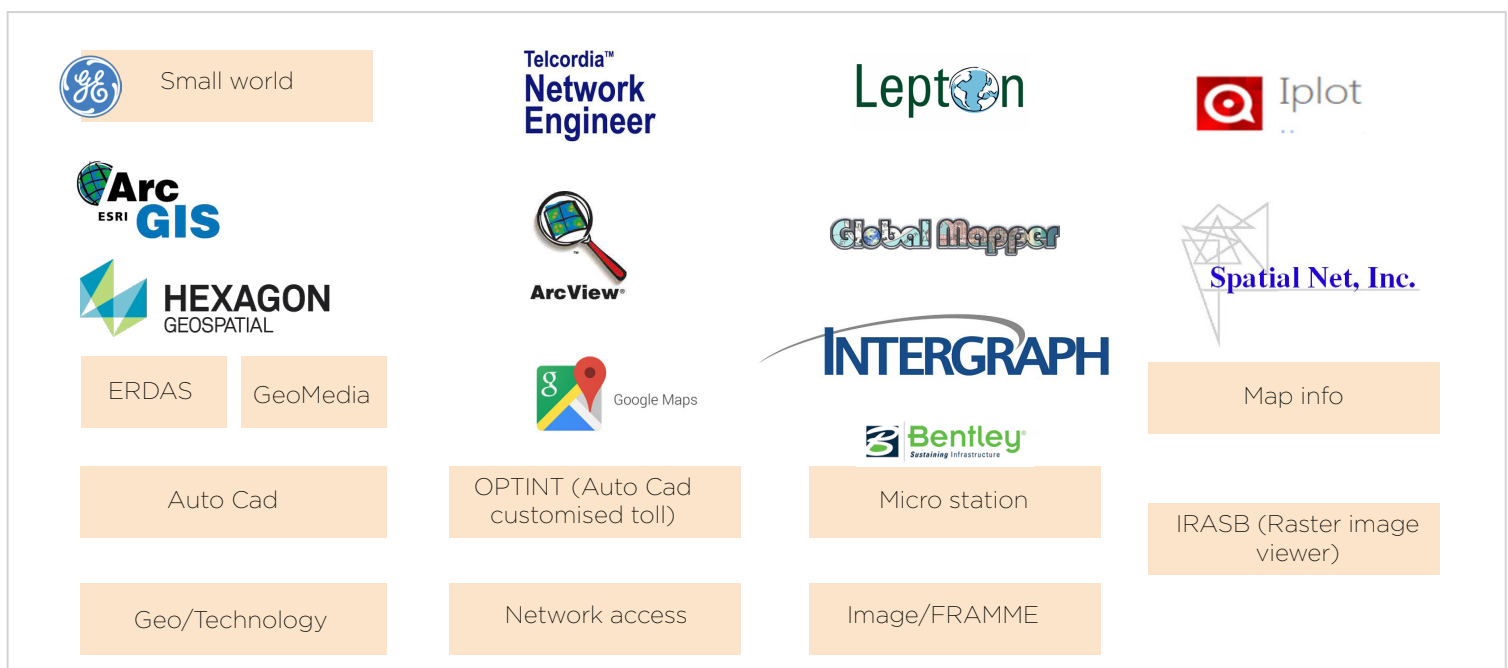 Small world
Telcordia™
Network
Engineer
Lepton
Iplot
Arc
ESRI GIS
ArcView®
Global Mapper
Spatial Net, Inc.
HEXAGON
GEOSPATIAL
INTERGRAPH
ERDAS
GeoMedia
g
Google Maps
Map info
Bentley®
Sustaining Infrastructure
Auto Cad
OPTINT (Auto Cad
customised toll)
Micro station
IRASB (Raster image
viewer)
Geo/Technology
Network access
Image/FRAMME